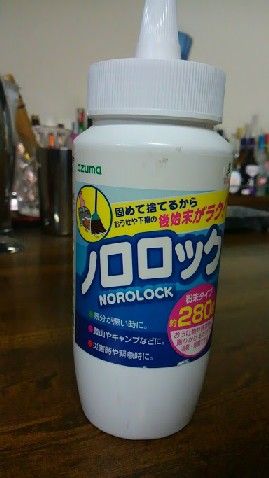 azuma
固めて捨てるから
おう吐や下痢の後始末がラク!
ノロロック
NOROLOCK
粉末タイプ
約280g
気分が悪い時に。
登山やキャンプなどに。
災害時や緊急時に。